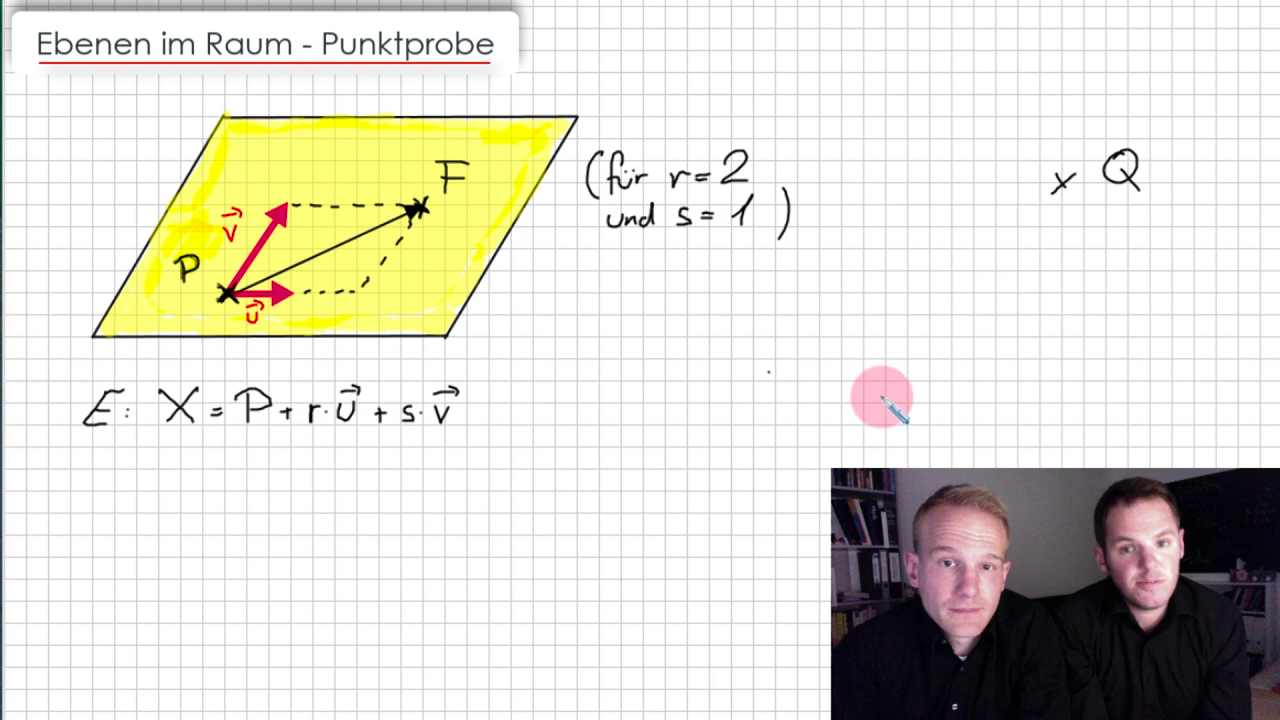 Ebenen im Raum - Punktprobe
F
(für r = 2
und s = 1)
x Q
v⃗
P
u⃗
E: X = P + r · u⃗ + s · v⃗